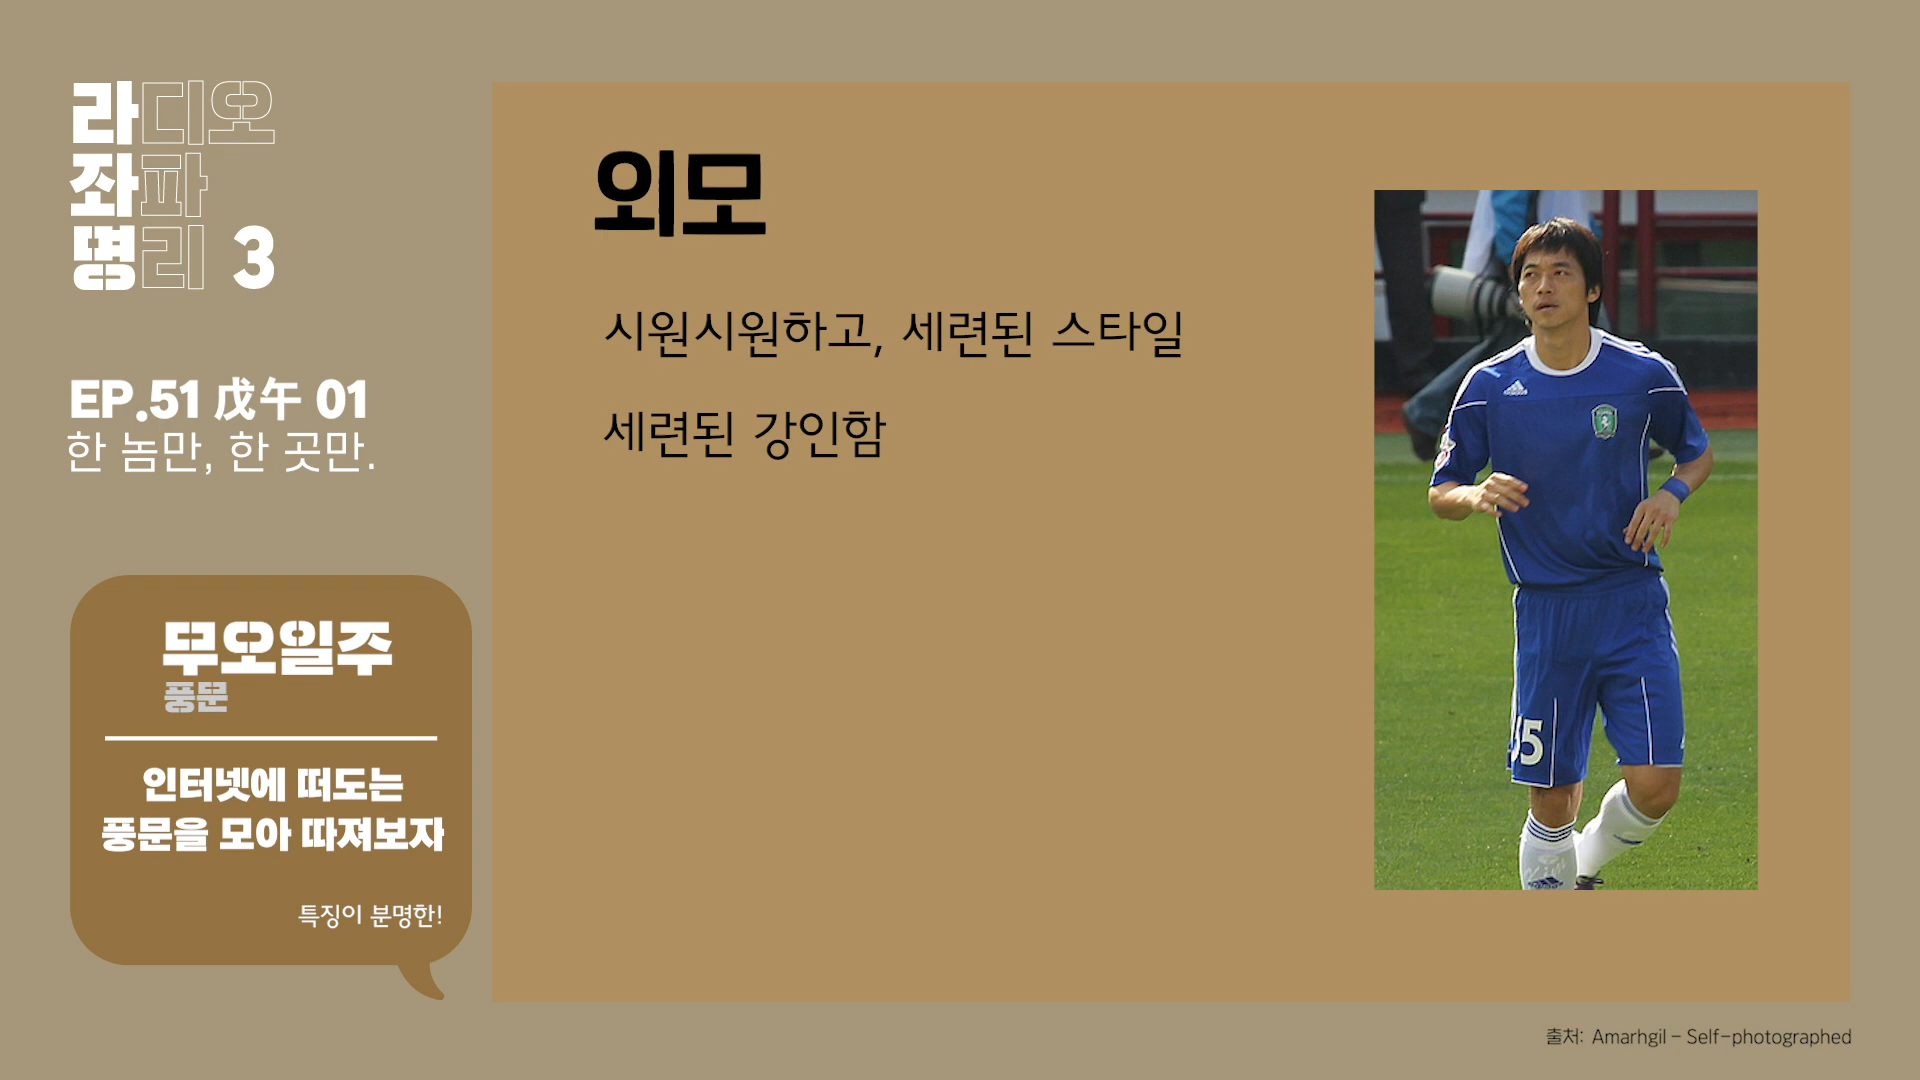 라디오
좌파
명리 3
EP.51 戊午 01
한 놈만, 한 곳만.
무오일주
풍문
인터넷에 떠도는
풍문을 모아 따져보자
특징이 분명한!
외모
시원시원하고, 세련된 스타일
세련된 강인함
55
출처: Amarhgil - Self-photographed